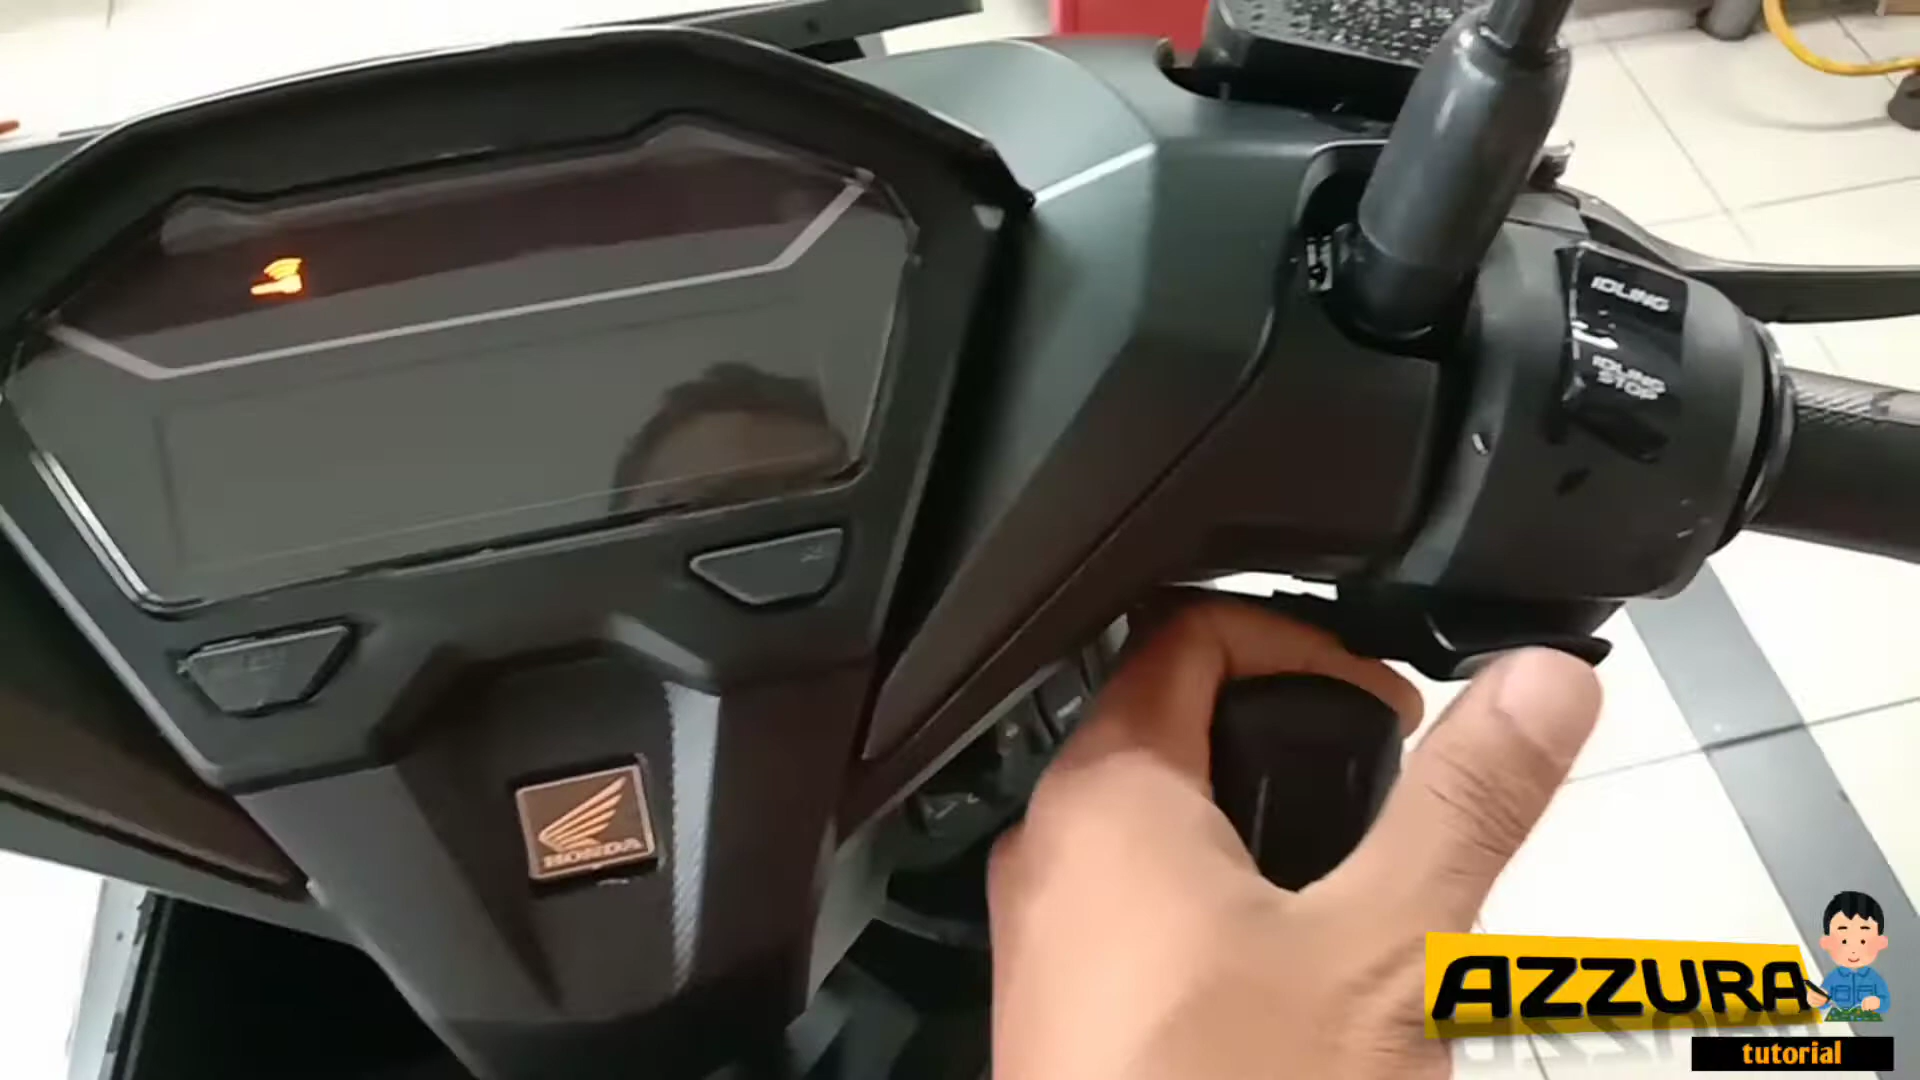 IDLING
IDLING
STOP
HONDA
AZZURA
tutorial